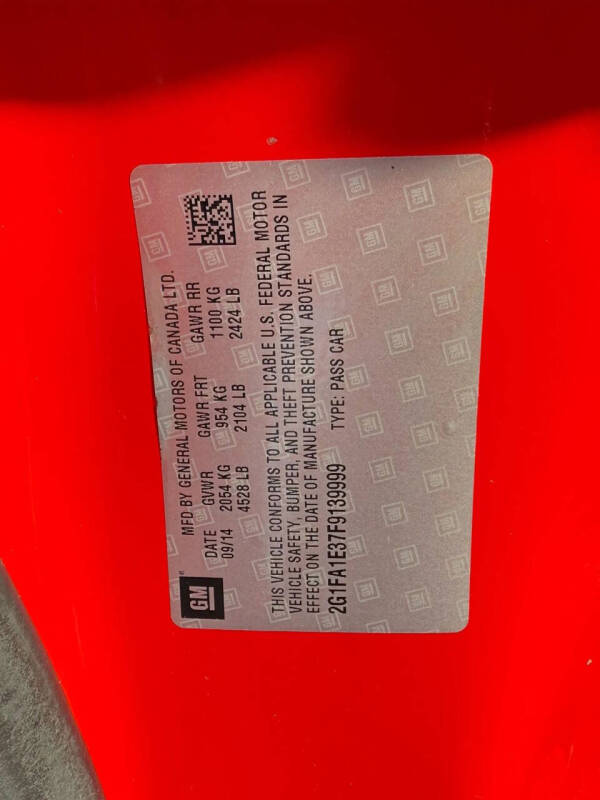 GM
MFD BY GENERAL MOTORS OF CANADA LTD.
DATE GVWR GAWR FRT GAWR RR
09/14 2054 KG 954 KG 1100 KG
4528 LB 2104 LB 2424 LB
THIS VEHICLE CONFORMS TO ALL APPLICABLE U.S. FEDERAL MOTOR
VEHICLE SAFETY, BUMPER, AND THEFT PREVENTION STANDARDS IN
EFFECT ON THE DATE OF MANUFACTURE SHOWN ABOVE.
2G1FA1E37F9139999 TYPE: PASS CAR